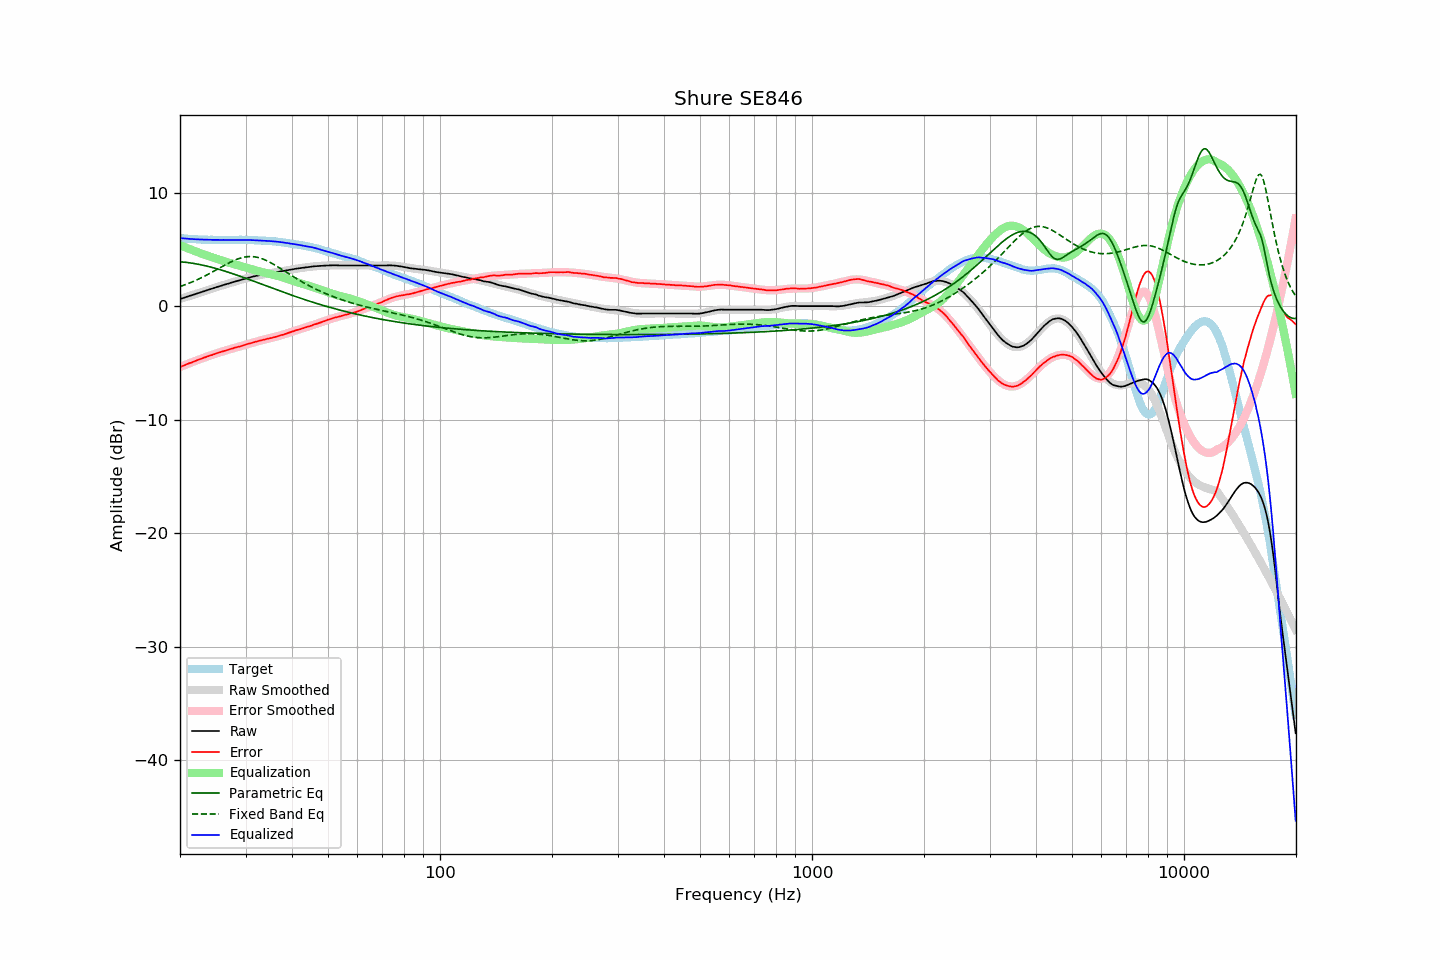 Shure SE846
Amplitude (dBr)
10
0
−10
−20
−30
−40
Target
Raw Smoothed
Error Smoothed
Raw
Error
Equalization
Parametric Eq
Fixed Band Eq
Equalized
100
1000
10000
Frequency (Hz)